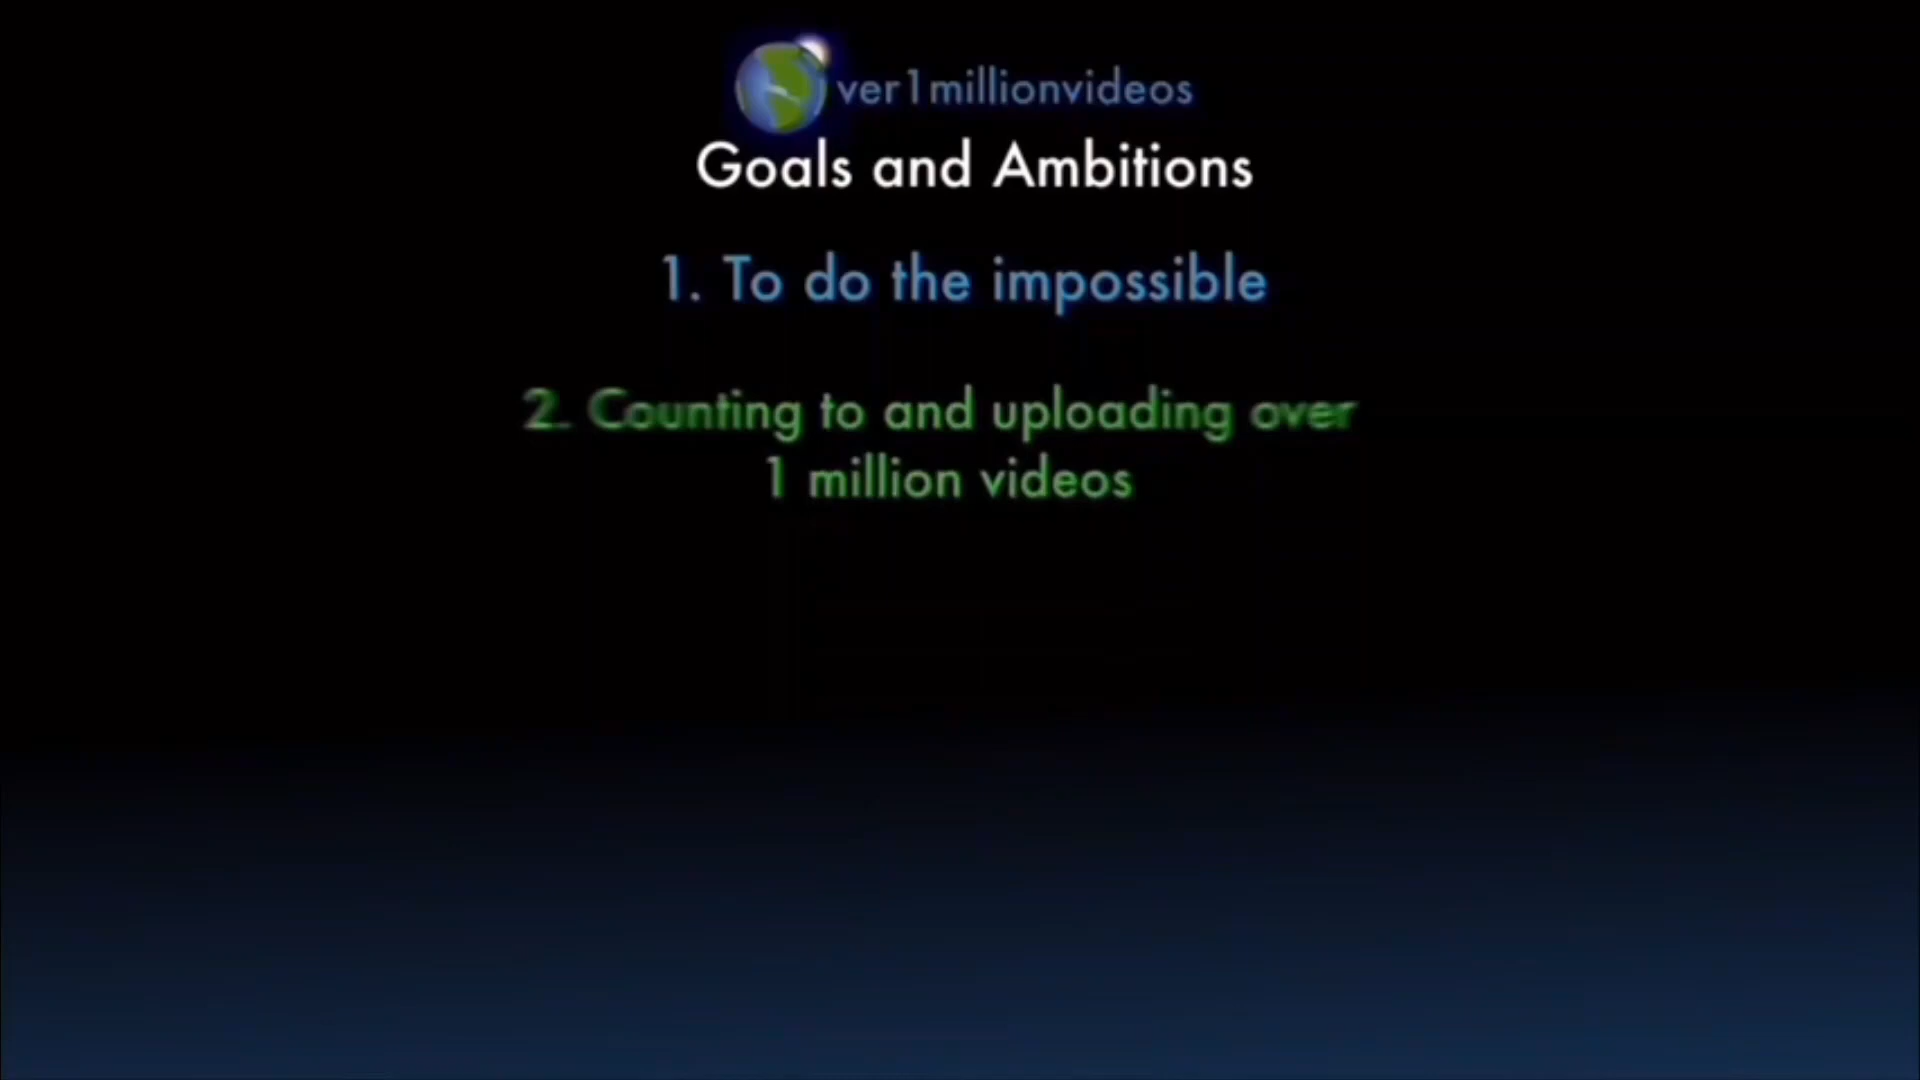 ver1millionvideos
Goals and Ambitions
1. To do the impossible
2. Counting to and uploading over
1 million videos